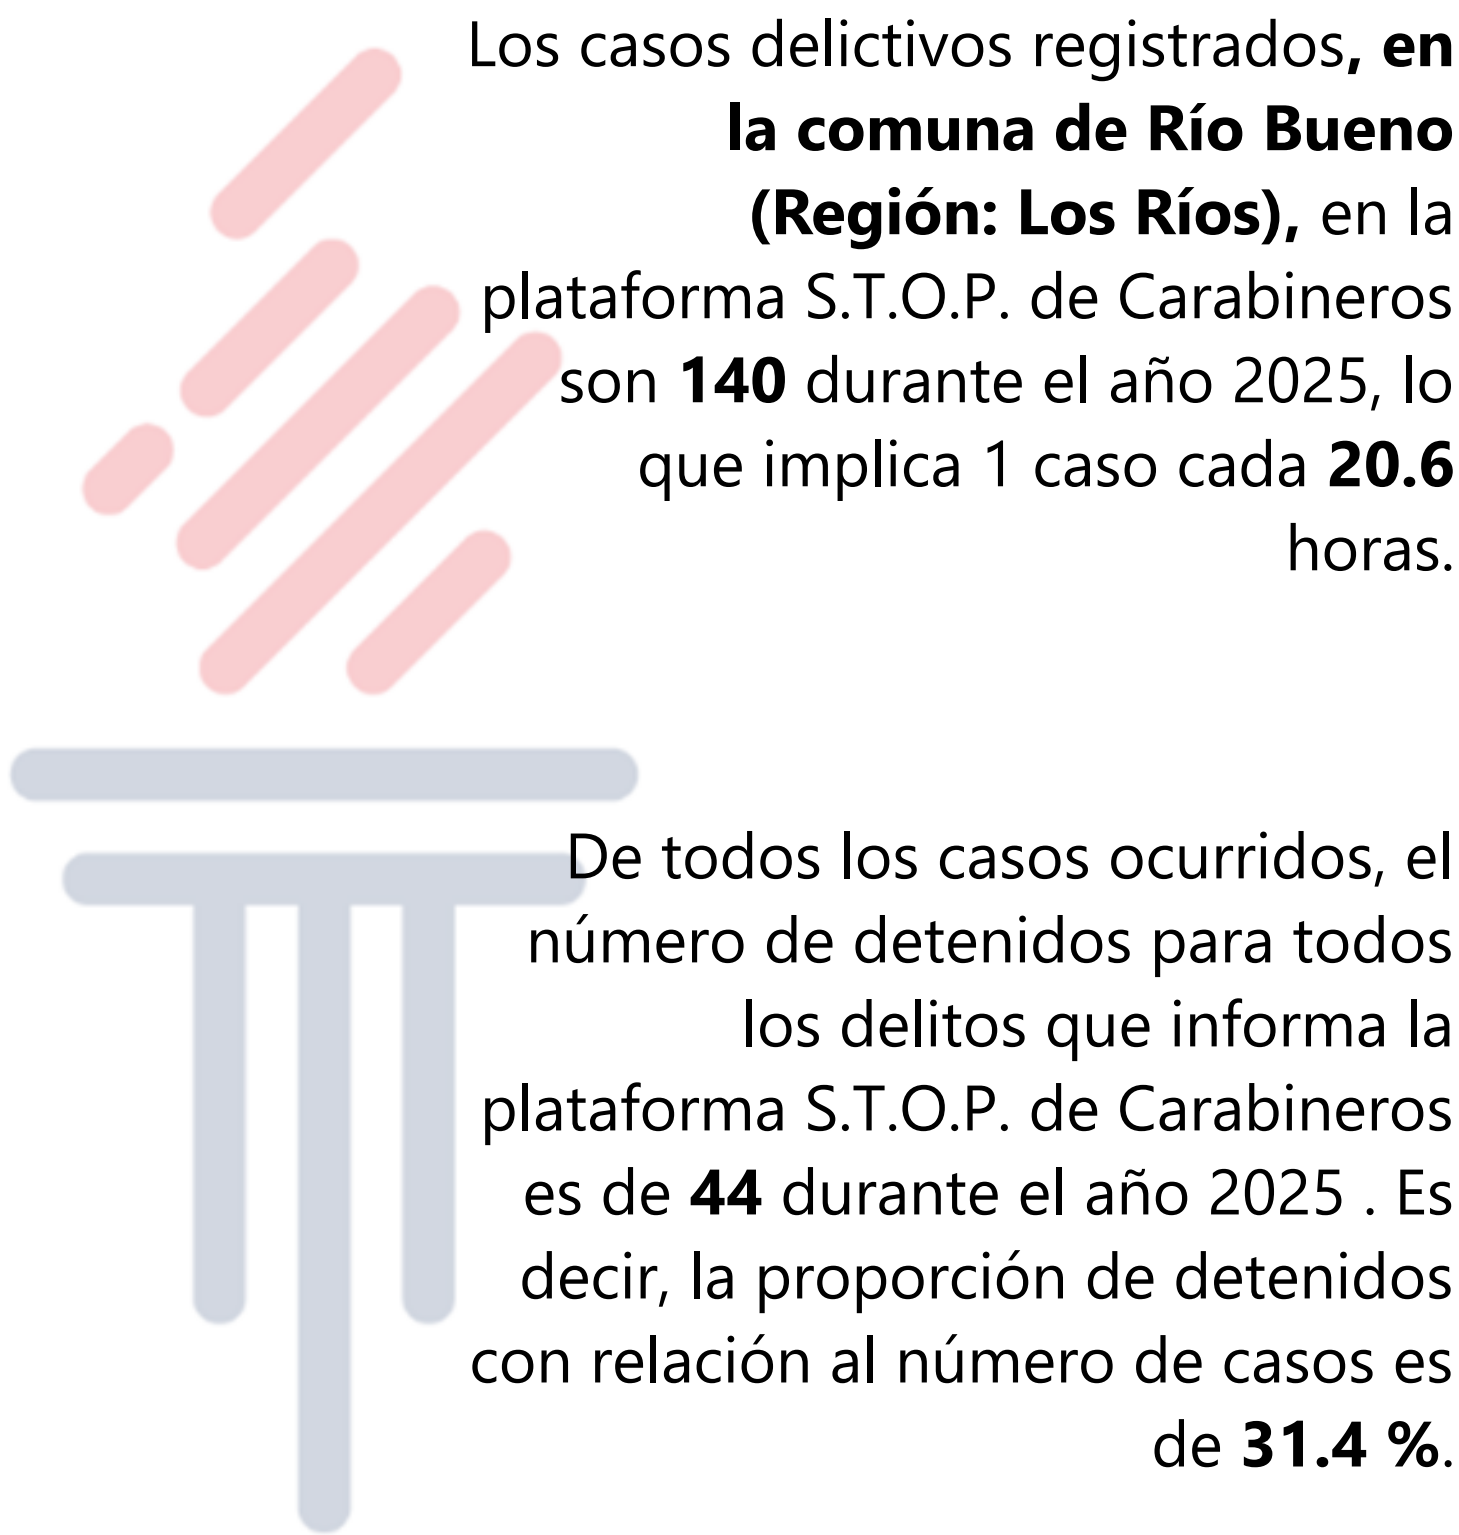 Los casos delictivos registrados, en
la comuna de Río Bueno
(Región: Los Ríos), en la
plataforma S.T.O.P. de Carabineros
son 140 durante el año 2025, lo
que implica 1 caso cada 20.6
horas.
De todos los casos ocurridos, el
número de detenidos para todos
los delitos que informa la
plataforma S.T.O.P. de Carabineros
es de 44 durante el año 2025 . Es
decir, la proporción de detenidos
con relación al número de casos es
de 31.4 %.